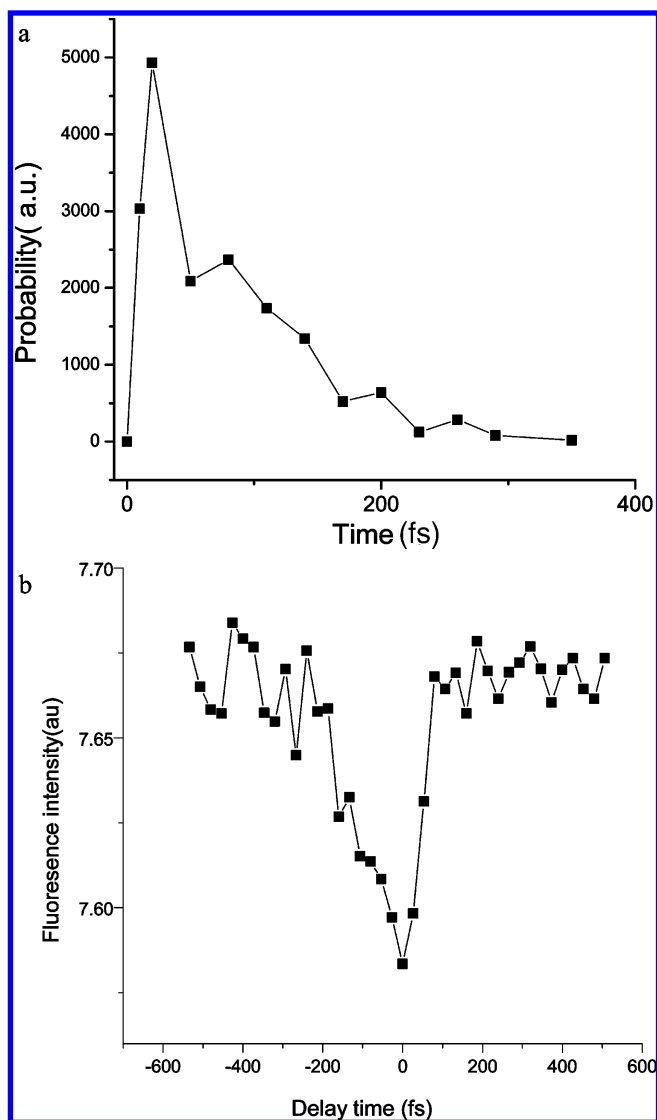 a
5000
4000
3000
2000
1000
0
Probability( a.u.)
0 200 400
Time (fs)
b
7.70
7.65
7.60
Fluoresence intensity(au)
-600 -400 -200 0 200 400 600
Delay time (fs)